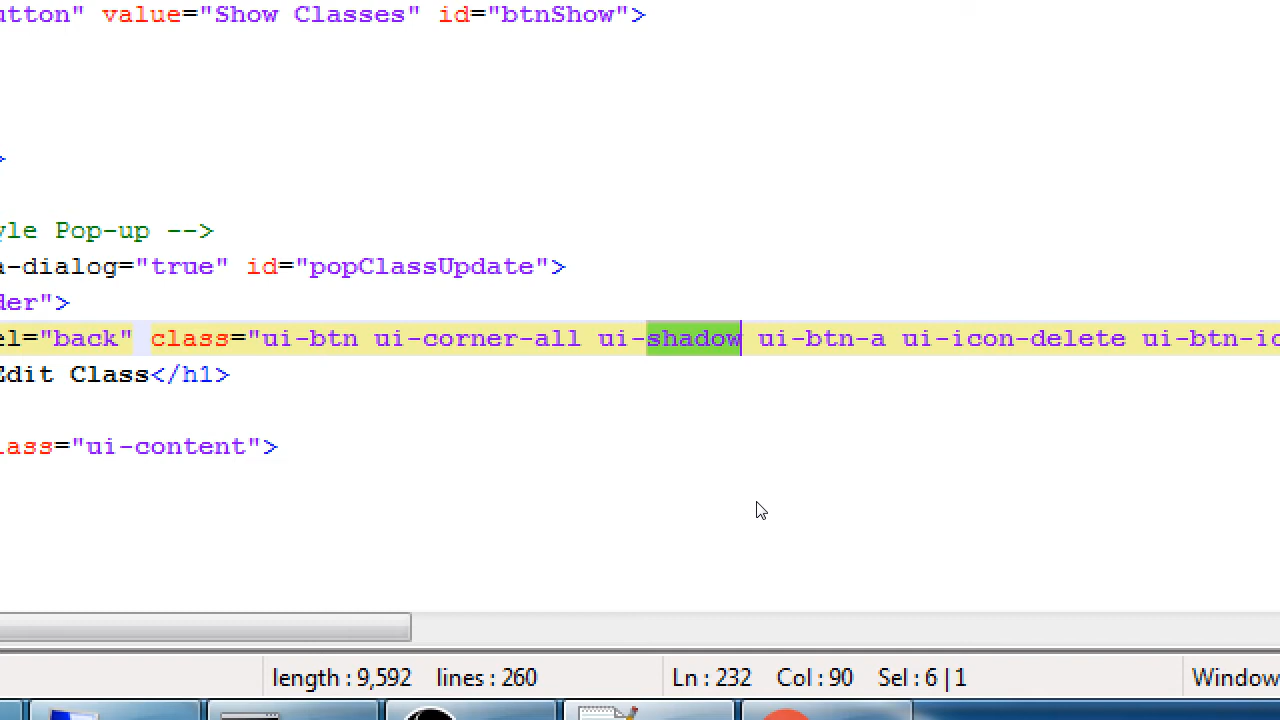 utton" value="Show Classes" id="btnShow">
>
yle Pop-up -->
a-dialog="true" id="popClassUpdate">
der">
el="back" class="ui-btn ui-corner-all ui-shadow ui-btn-a ui-icon-delete ui-btn-ic
Edit Class</h1>
lass="ui-content">
length : 9,592 lines : 260 Ln : 232 Col : 90 Sel : 6 | 1 Window